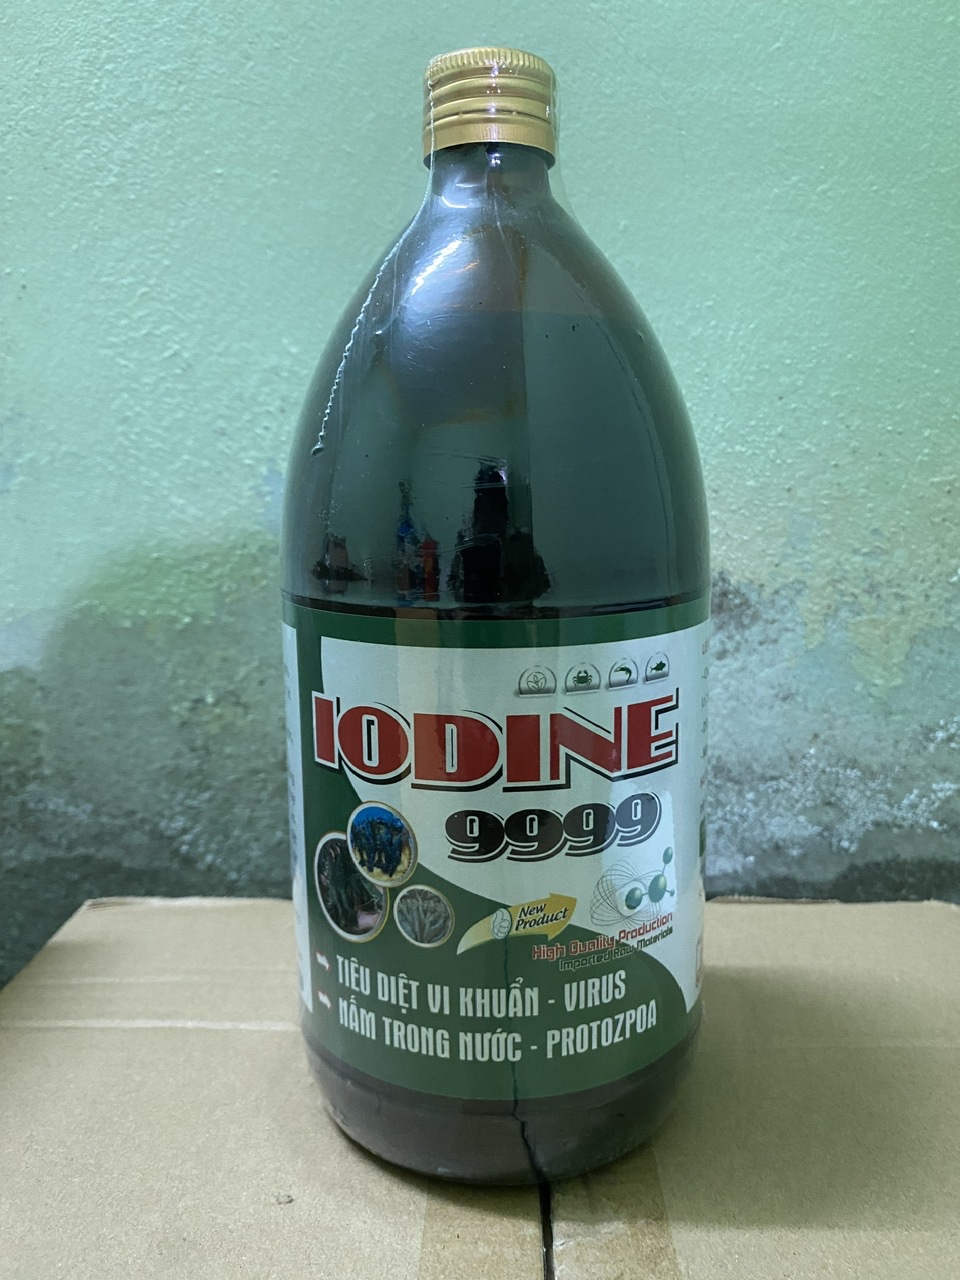 IODINE
9999
New
Product
High Quality Production
Imported Raw Materials
TIÊU DIỆT VI KHUẨN - VIRUS
NẤM TRONG NƯỚC - PROTOZPOA